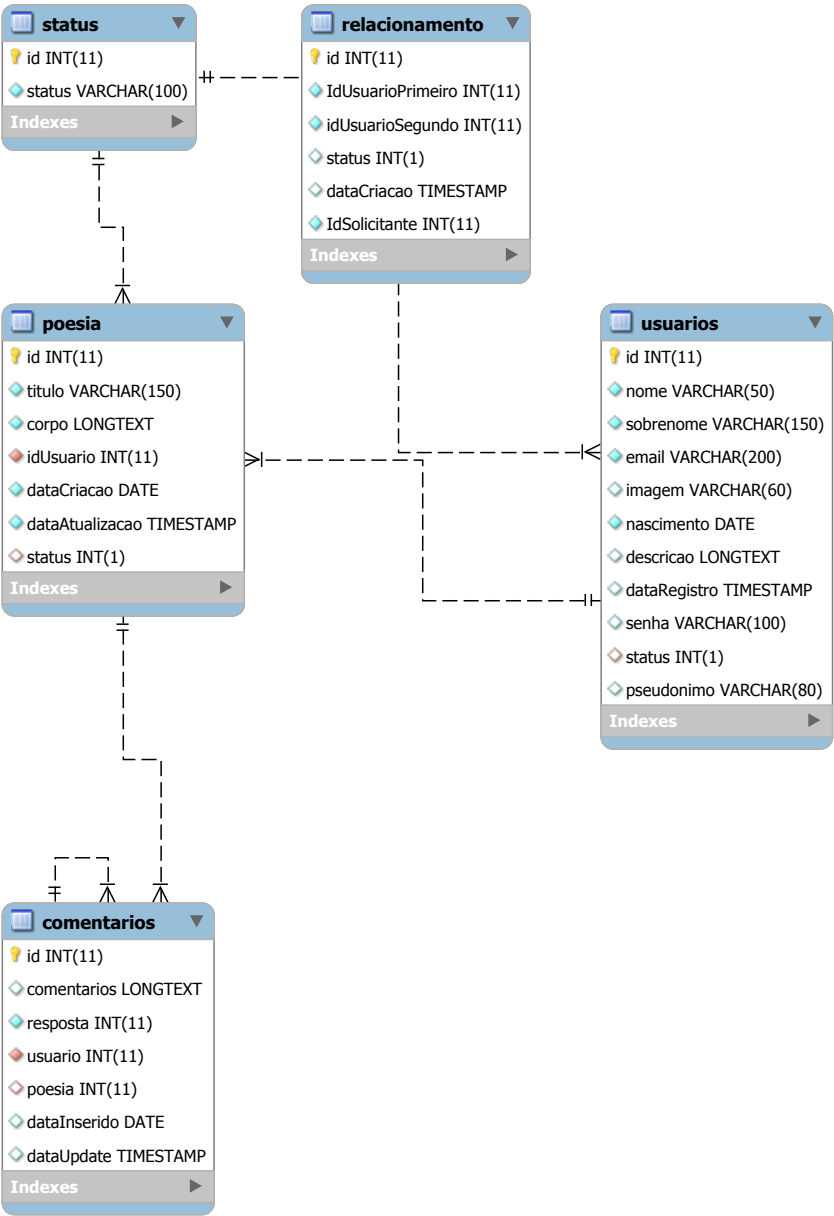 status
id INT(11)
status VARCHAR(100)
Indexes
relacionamento
id INT(11)
IdUsuarioPrimeiro INT(11)
idUsuarioSegundo INT(11)
status INT(1)
dataCriacao TIMESTAMP
IdSolicitante INT(11)
Indexes
poesia
id INT(11)
titulo VARCHAR(150)
corpo LONGTEXT
idUsuario INT(11)
dataCriacao DATE
dataAtualizacao TIMESTAMP
status INT(1)
Indexes
usuarios
id INT(11)
nome VARCHAR(50)
sobrenome VARCHAR(150)
email VARCHAR(200)
imagem VARCHAR(60)
nascimento DATE
descricao LONGTEXT
dataRegistro TIMESTAMP
senha VARCHAR(100)
status INT(1)
pseudonimo VARCHAR(80)
Indexes
comentarios
id INT(11)
comentarios LONGTEXT
resposta INT(11)
usuario INT(11)
poesia INT(11)
dataInserido DATE
dataUpdate TIMESTAMP
Indexes